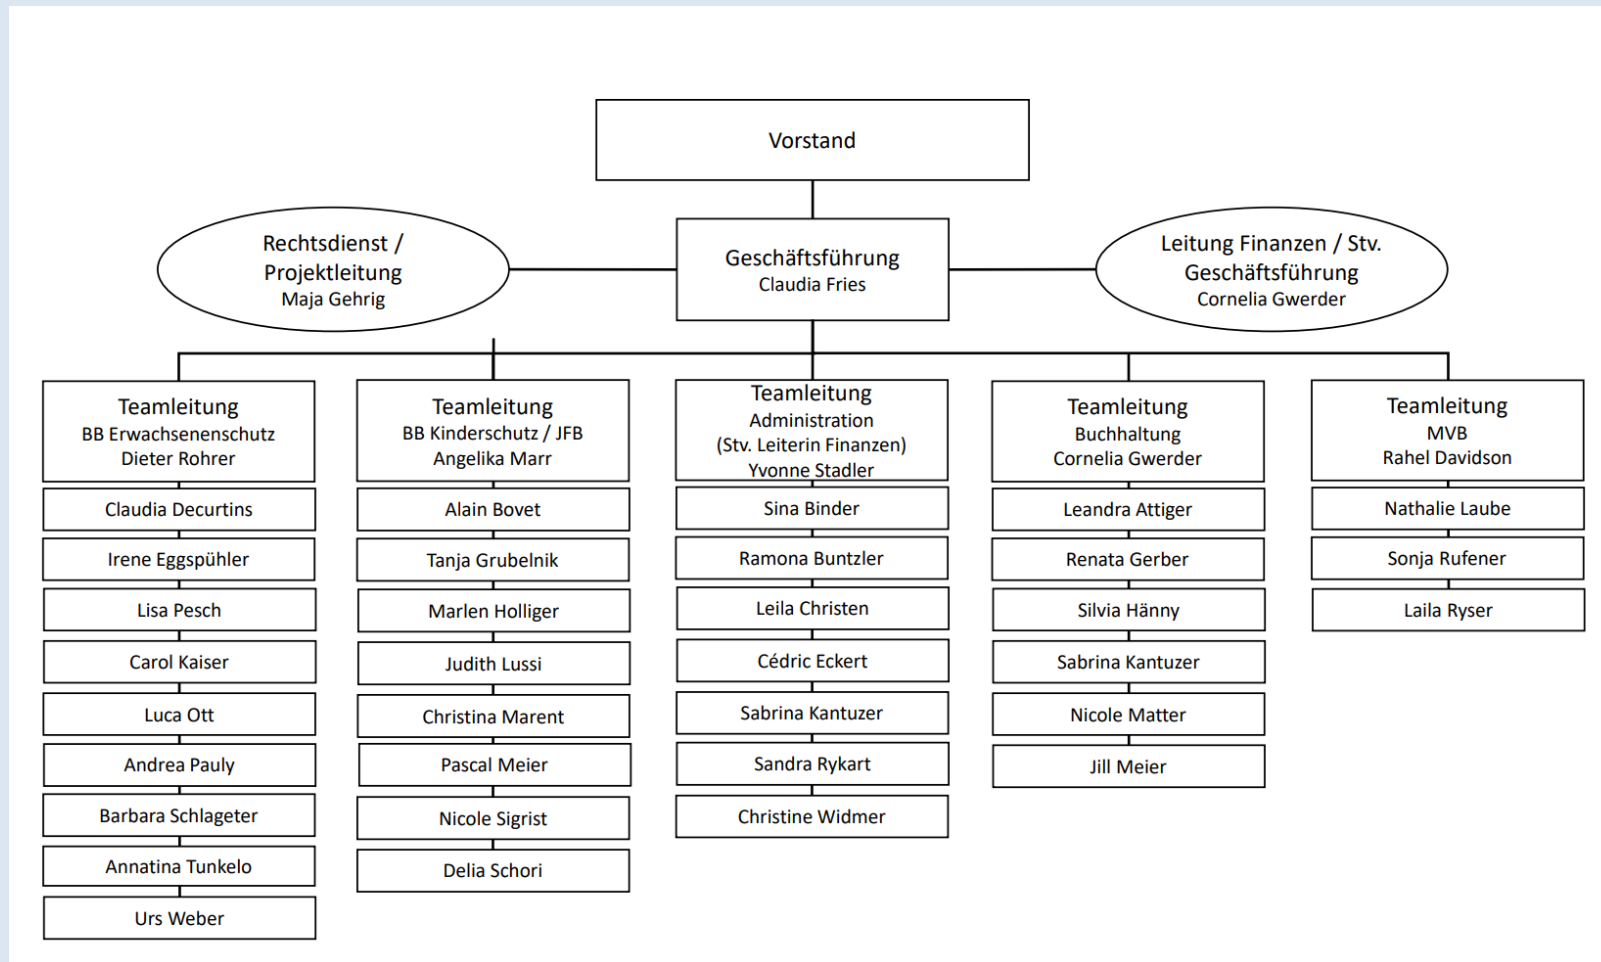 Vorstand
Rechtsdienst /
Projektleitung
Maja Gehrig
Geschäftsführung
Claudia Fries
Leitung Finanzen / Stv.
Geschäftsführung
Cornelia Gwerder
Teamleitung
BB Erwachsenenschutz
Dieter Rohrer
Claudia Decurtins
Irene Eggspühler
Lisa Pesch
Carol Kaiser
Luca Ott
Andrea Pauly
Barbara Schlageter
Annatina Tunkelo
Urs Weber
Teamleitung
BB Kinderschutz / JFB
Angelika Marr
Alain Bovet
Tanja Grubelnik
Marlen Holliger
Judith Lussi
Christina Marent
Pascal Meier
Nicole Sigrist
Delia Schori
Teamleitung
Administration
(Stv. Leiterin Finanzen)
Yvonne Stadler
Sina Binder
Ramona Buntzler
Leila Christen
Cédric Eckert
Sabrina Kantuzer
Sandra Rykart
Christine Widmer
Teamleitung
Buchhaltung
Cornelia Gwerder
Leandra Attiger
Renata Gerber
Silvia Hänny
Sabrina Kantuzer
Nicole Matter
Jill Meier
Teamleitung
MVB
Rahel Davidson
Nathalie Laube
Sonja Rufener
Laila Ryser